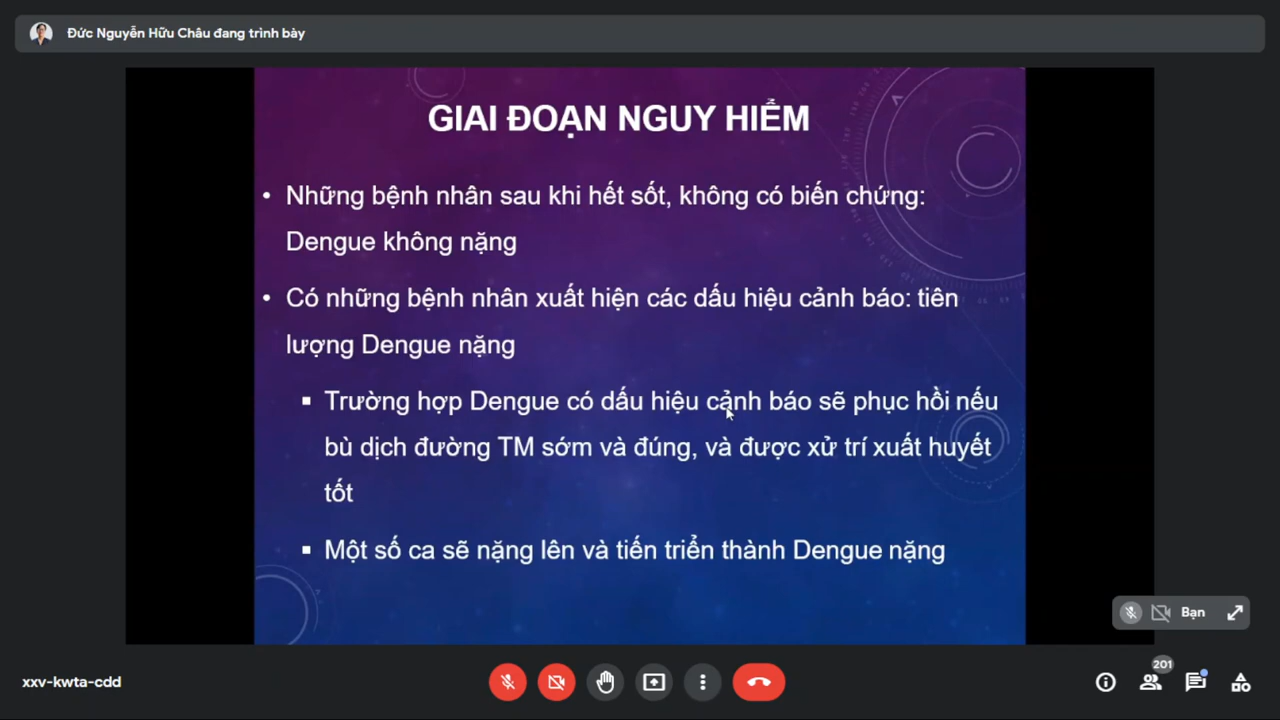 Đức Nguyễn Hữu Châu đang trình bày
GIAI ĐOẠN NGUY HIỂM
• Những bệnh nhân sau khi hết sốt, không có biến chứng:
Dengue không nặng
• Có những bệnh nhân xuất hiện các dấu hiệu cảnh báo: tiên
lượng Dengue nặng
▪ Trường hợp Dengue có dấu hiệu cảnh báo sẽ phục hồi nếu
bù dịch đường TM sớm và đúng, và được xử trí xuất huyết
tốt
▪ Một số ca sẽ nặng lên và tiến triển thành Dengue nặng
Bạn
xxv-kwta-cdd
201